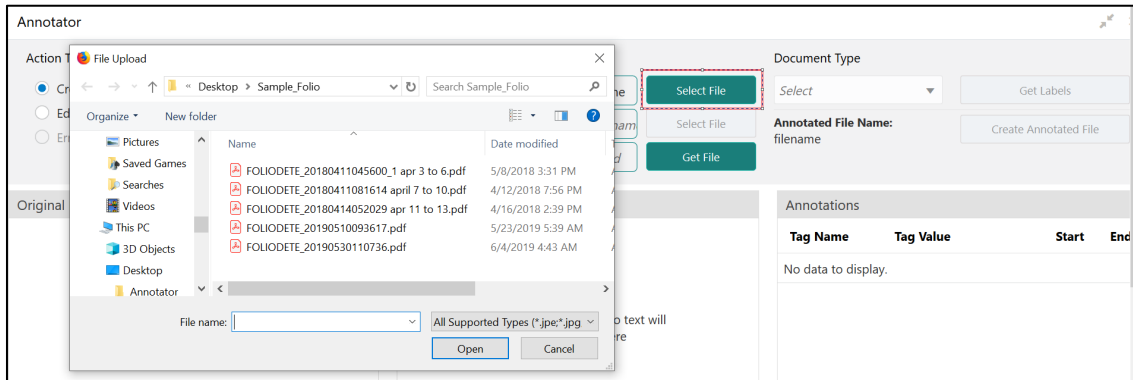 Annotator
Action T
Cr
Ed
Err
File Upload
« Desktop > Sample_Folio
Search Sample_Folio
Organize
New folder
Pictures
Saved Games
Searches
Videos
This PC
3D Objects
Desktop
Annotator
Name
Date modified
FOLIODETE_20180411045600_1 apr 3 to 6.pdf 5/8/2018 3:31 PM
FOLIODETE_20180411081614 april 7 to 10.pdf 4/12/2018 7:56 PM
FOLIODETE_20180414052029 apr 11 to 13.pdf 4/16/2018 2:39 PM
FOLIODETE_20190510093617.pdf 5/23/2019 5:39 AM
FOLIODETE_20190530110736.pdf 6/4/2019 4:43 AM
File name:
All Supported Types (*.jpe;*.jpg
Open
Cancel
ne
Select File
nam
Select File
d
Get File
Document Type
Select
Get Labels
Annotated File Name:
filename
Create Annotated File
Original
o text will
re
Annotations
Tag Name Tag Value Start End
No data to display.